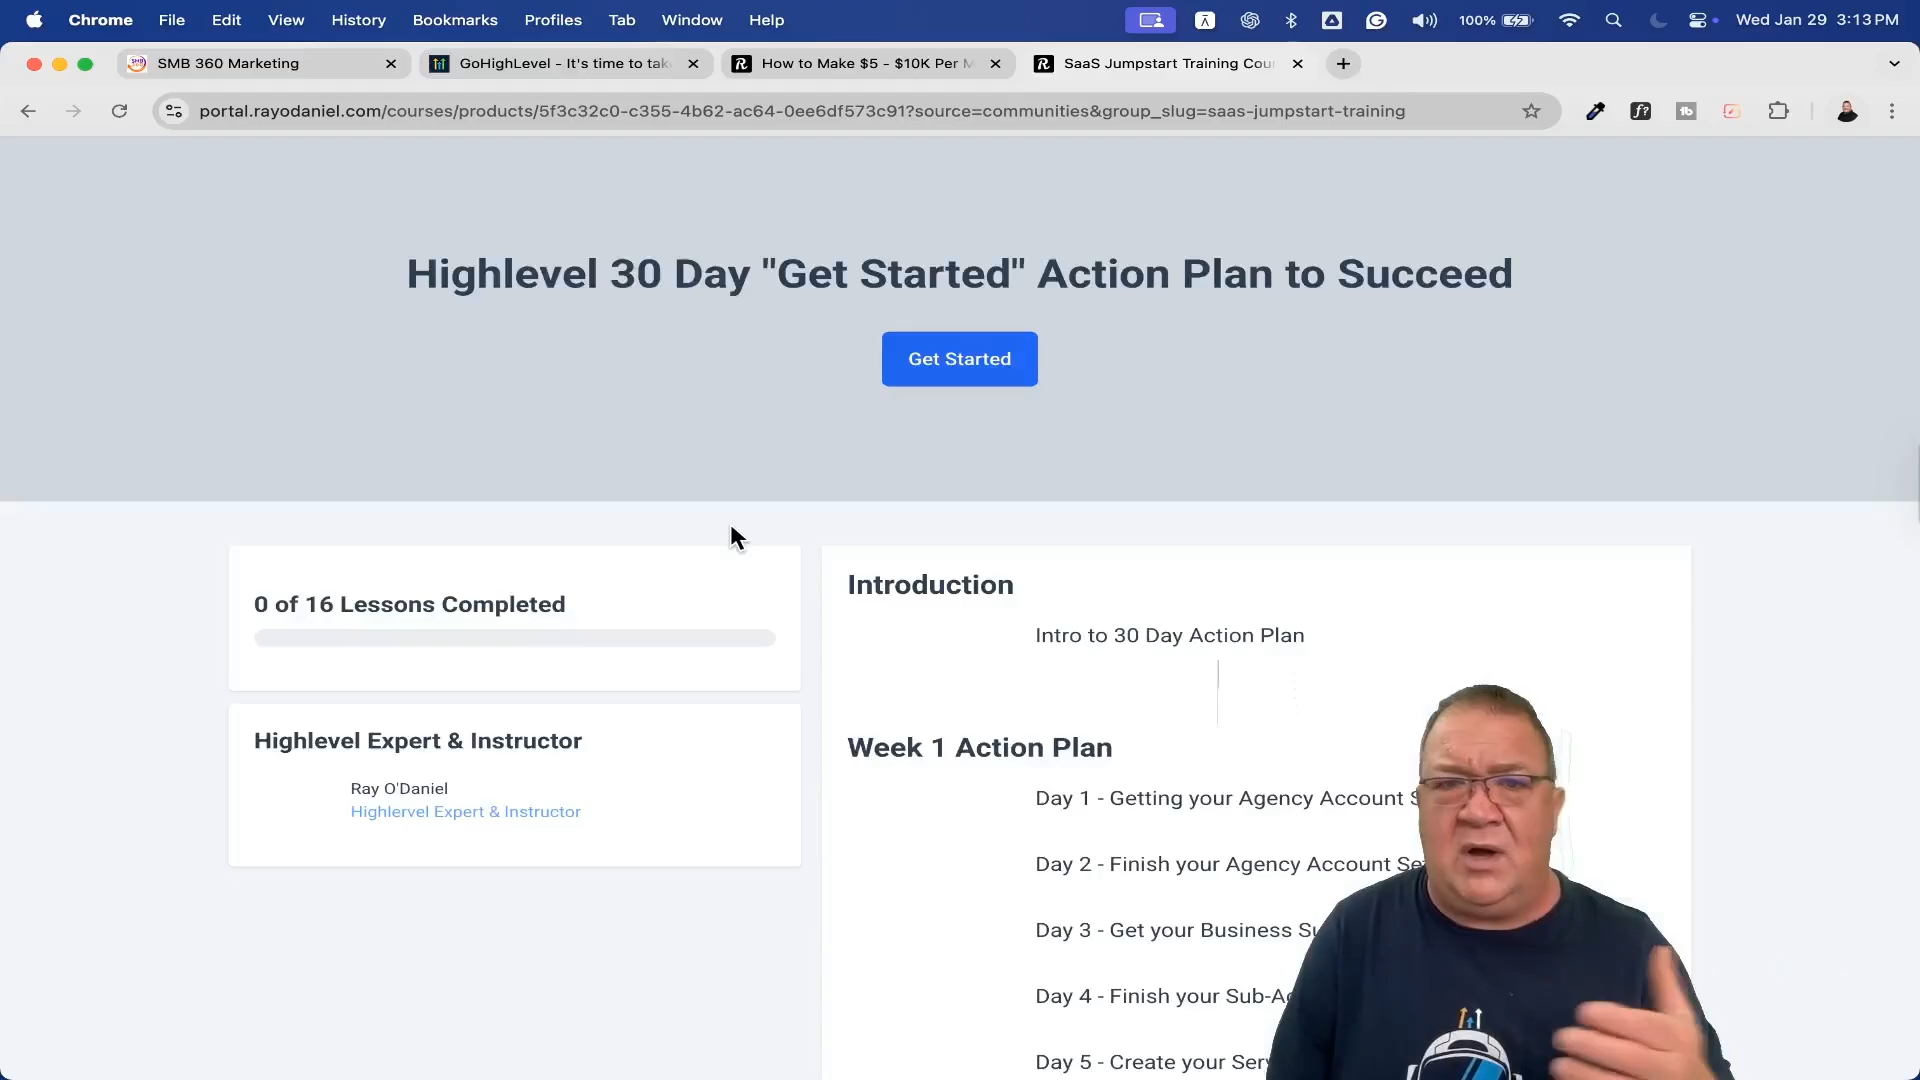 Chrome File Edit View History Bookmarks Profiles Tab Window Help 100% Wed Jan 29 3:13 PM
SMB 360 Marketing GoHighLevel - It's time to tak How to Make $5 - $10K Per M SaaS Jumpstart Training Cou
portal.rayodaniel.com/courses/products/5f3c32c0-c355-4b62-ac64-0ee6df573c91?source=communities&group_slug=saas-jumpstart-training
Highlevel 30 Day "Get Started" Action Plan to Succeed
Get Started
0 of 16 Lessons Completed
Highlevel Expert & Instructor
Ray O'Daniel
Highlervel Expert & Instructor
Introduction
Intro to 30 Day Action Plan
Week 1 Action Plan
Day 1 - Getting your Agency Account S
Day 2 - Finish your Agency Account Se
Day 3 - Get your Business Su
Day 4 - Finish your Sub-Ac
Day 5 - Create your Serv